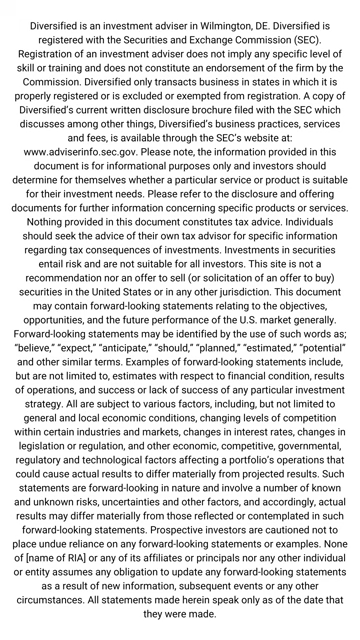 Diversified is an investment adviser in Wilmington, DE. Diversified is
registered with the Securities and Exchange Commission (SEC).
Registration of an investment adviser does not imply any specific level of
skill or training and does not constitute an endorsement of the firm by the
Commission. Diversified only transacts business in states in which it is
properly registered or is excluded or exempted from registration. A copy of
Diversified's current written disclosure brochure filed with the SEC which
discusses among other things, Diversified's business practices, services
and fees, is available through the SEC's website at:
www.adviserinfo.sec.gov. Please note, the information provided in this
document is for informational purposes only and investors should
determine for themselves whether a particular service or product is suitable
for their investment needs. Please refer to the disclosure and offering
documents for further information concerning specific products or services.
Nothing provided in this document constitutes tax advice. Individuals
should seek the advice of their own tax advisor for specific information
regarding tax consequences of investments. Investments in securities
entail risk and are not suitable for all investors. This site is not a
recommendation nor an offer to sell (or solicitation of an offer to buy)
securities in the United States or in any other jurisdiction. This document
may contain forward-looking statements relating to the objectives,
opportunities, and the future performance of the U.S. market generally.
Forward-looking statements may be identified by the use of such words as;
“believe,” “expect,” “anticipate,” “should,” “planned,” “estimated,” “potential”
and other similar terms. Examples of forward-looking statements include,
but are not limited to, estimates with respect to financial condition, results
of operations, and success or lack of success of any particular investment
strategy. All are subject to various factors, including, but not limited to
general and local economic conditions, changing levels of competition
within certain industries and markets, changes in interest rates, changes in
legislation or regulation, and other economic, competitive, governmental,
regulatory and technological factors affecting a portfolio's operations that
could cause actual results to differ materially from projected results. Such
statements are forward-looking in nature and involve a number of known
and unknown risks, uncertainties and other factors, and accordingly, actual
results may differ materially from those reflected or contemplated in such
forward-looking statements. Prospective investors are cautioned not to
place undue reliance on any forward-looking statements or examples. None
of [name of RIA] or any of its affiliates or principals nor any other individual
or entity assumes any obligation to update any forward-looking statements
as a result of new information, subsequent events or any other
circumstances. All statements made herein speak only as of the date that
they were made.